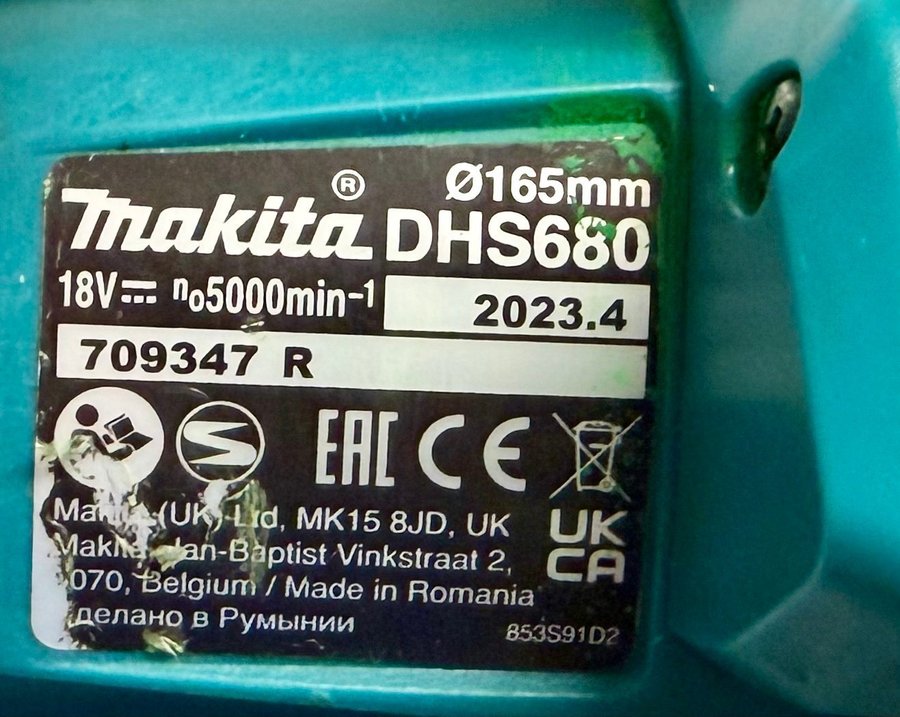 makita® Ø165mm
DHS680
18V n₀5000min⁻¹ 2023.4
709347 R
EAC CE
(UK) Ltd, MK15 8JD, UK
Jan-Baptist Vinkstraat 2,
Belgium / Made in Romania
делано в Румынии
853S91D2
UK
CA